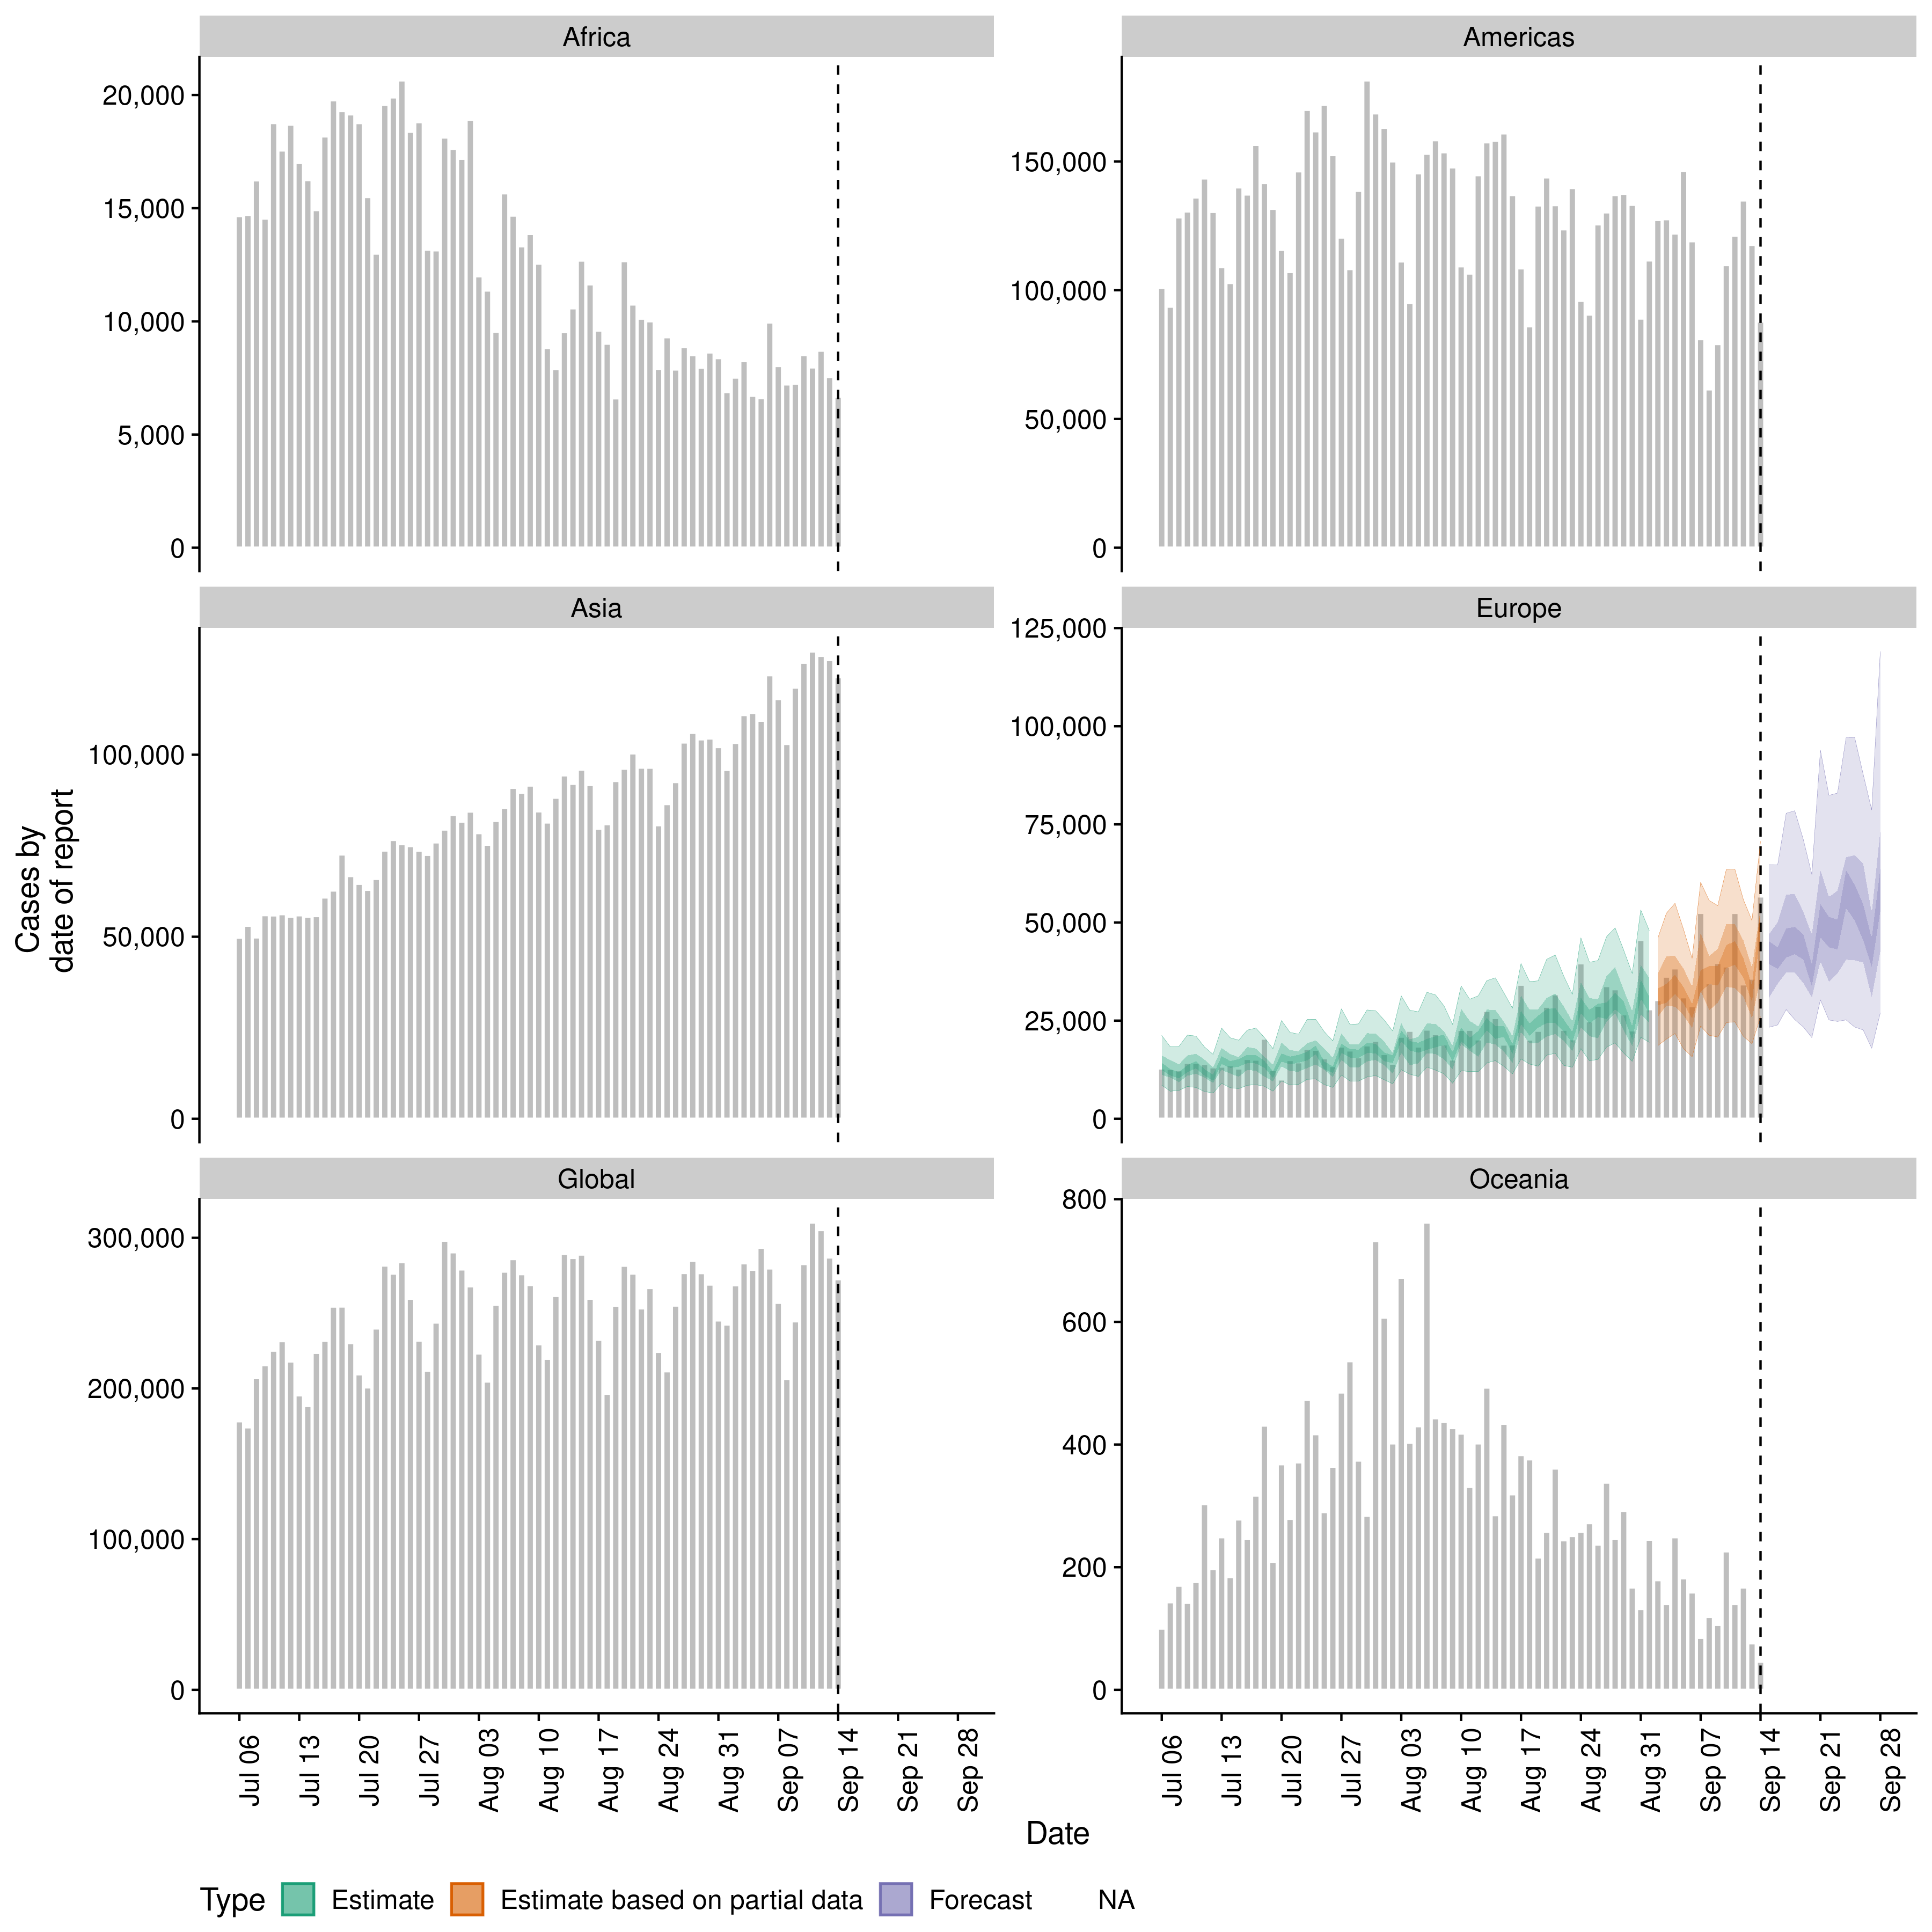 Africa
Americas
20,000
15,000
10,000
5,000
0
150,000
100,000
50,000
0
Asia
Europe
100,000
50,000
0
125,000
100,000
75,000
50,000
25,000
0
Cases by
date of report
Global
Oceania
300,000
200,000
100,000
0
800
600
400
200
0
Jul 06
Jul 13
Jul 20
Jul 27
Aug 03
Aug 10
Aug 17
Aug 24
Aug 31
Sep 07
Sep 14
Sep 21
Sep 28
Jul 06
Jul 13
Jul 20
Jul 27
Aug 03
Aug 10
Aug 17
Aug 24
Aug 31
Sep 07
Sep 14
Sep 21
Sep 28
Date
Type Estimate Estimate based on partial data Forecast NA